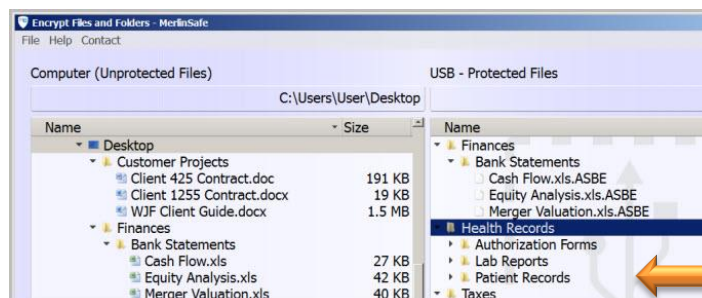 Encrypt Files and Folders - MerlinSafe
File Help Contact
Computer (Unprotected Files)
C:\Users\User\Desktop
Name Size
Desktop
Customer Projects
Client 425 Contract.doc 191 KB
Client 1255 Contract.docx 19 KB
WJF Client Guide.docx 1.5 MB
Finances
Bank Statements
Cash Flow.xls 27 KB
Equity Analysis.xls 42 KB
Merger Valuation.xls 40 KB
USB - Protected Files
Name
Finances
Bank Statements
Cash Flow.xls.ASBE
Equity Analysis.xls.ASBE
Merger Valuation.xls.ASBE
Health Records
Authorization Forms
Lab Reports
Patient Records
Taxes